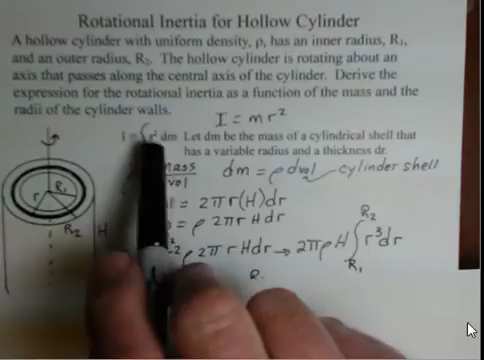 Rotational Inertia for Hollow Cylinder
A hollow cylinder with uniform density, ρ, has an inner radius, R₁,
and an outer radius, R₂. The hollow cylinder is rotating about an
axis that passes along the central axis of the cylinder. Derive the
expression for the rotational inertia as a function of the mass and the
radii of the cylinder walls.
I = mr²
I = ∫r² dm Let dm be the mass of a cylindrical shell that
has a variable radius and a thickness dr.
mass
vol
dm = ρ dvol cylinder shell
= 2πr(H)dr
= ρ 2πrHdr
ρ 2πrHdr → 2πρH ∫ r³dr
R₂
R₁
r
R₁
R₂
H